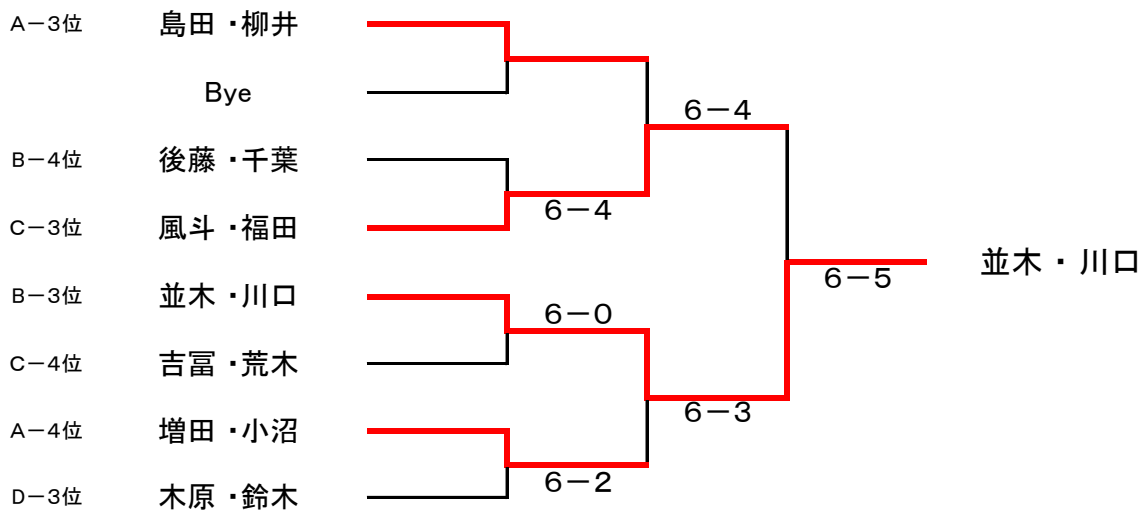 A－3位 島田・柳井
Bye
6－4
B－4位 後藤・千葉
6－4
C－3位 風斗・福田
並木・川口
6－5
B－3位 並木・川口
6－0
C－4位 吉冨・荒木
6－3
A－4位 増田・小沼
6－2
D－3位 木原・鈴木